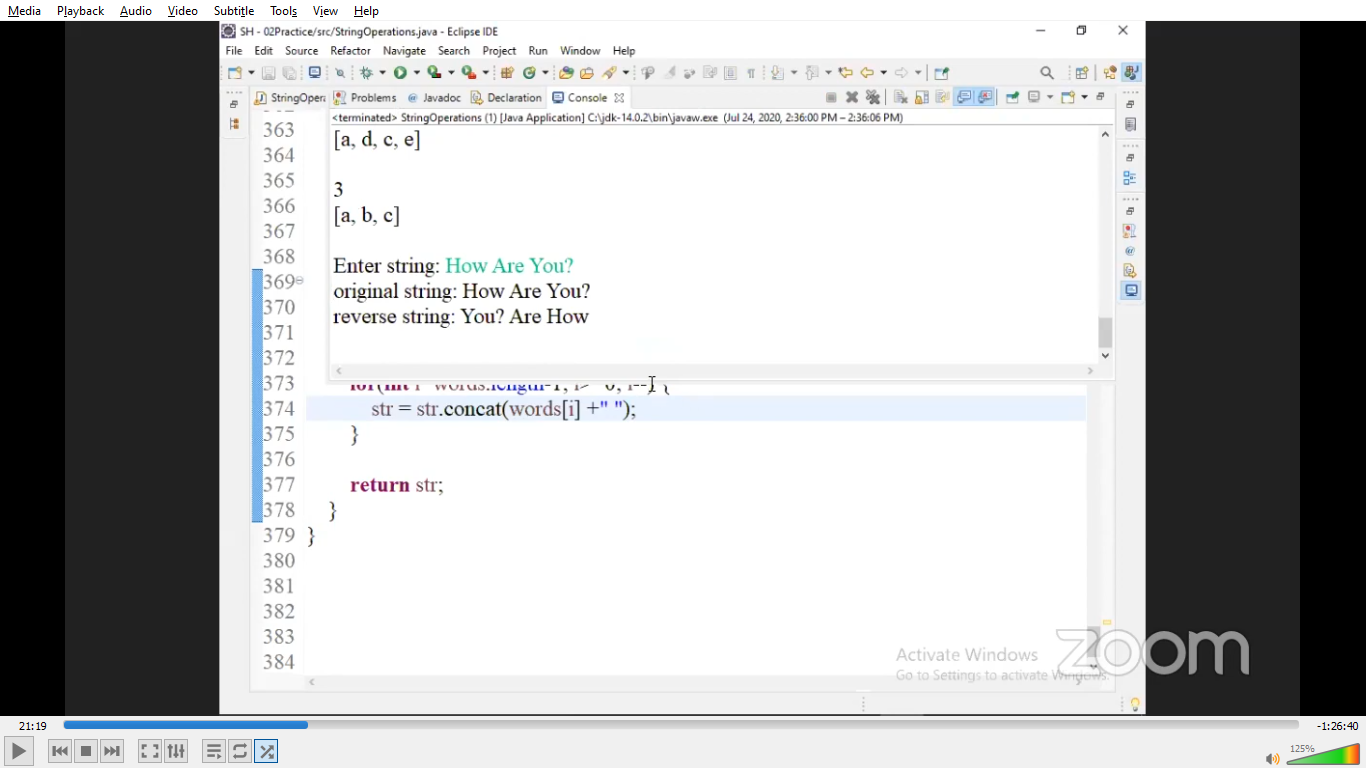 Media Playback Audio Video Subtitle Tools View Help
SH - 02Practice/src/StringOperations.java - Eclipse IDE
File Edit Source Refactor Navigate Search Project Run Window Help
StringOpera Problems @ Javadoc Declaration Console
<terminated> StringOperations (1) [Java Application] C:\jdk-14.0.2\bin\javaw.exe (Jul 24, 2020, 2:36:00 PM – 2:36:06 PM)
363 [a, d, c, e]
364
365 3
366 [a, b, c]
367
368 Enter string: How Are You?
369 original string: How Are You?
370 reverse string: You? Are How
371
372
373 for(int i words.length-1; i> 0; i--) {
374 str = str.concat(words[i] +" ");
375 }
376
377 return str;
378 }
379 }
380
381
382
383
384
Activate Windows
Go to Settings to activate Windows.
zoom
21:19 -1:26:40
125%